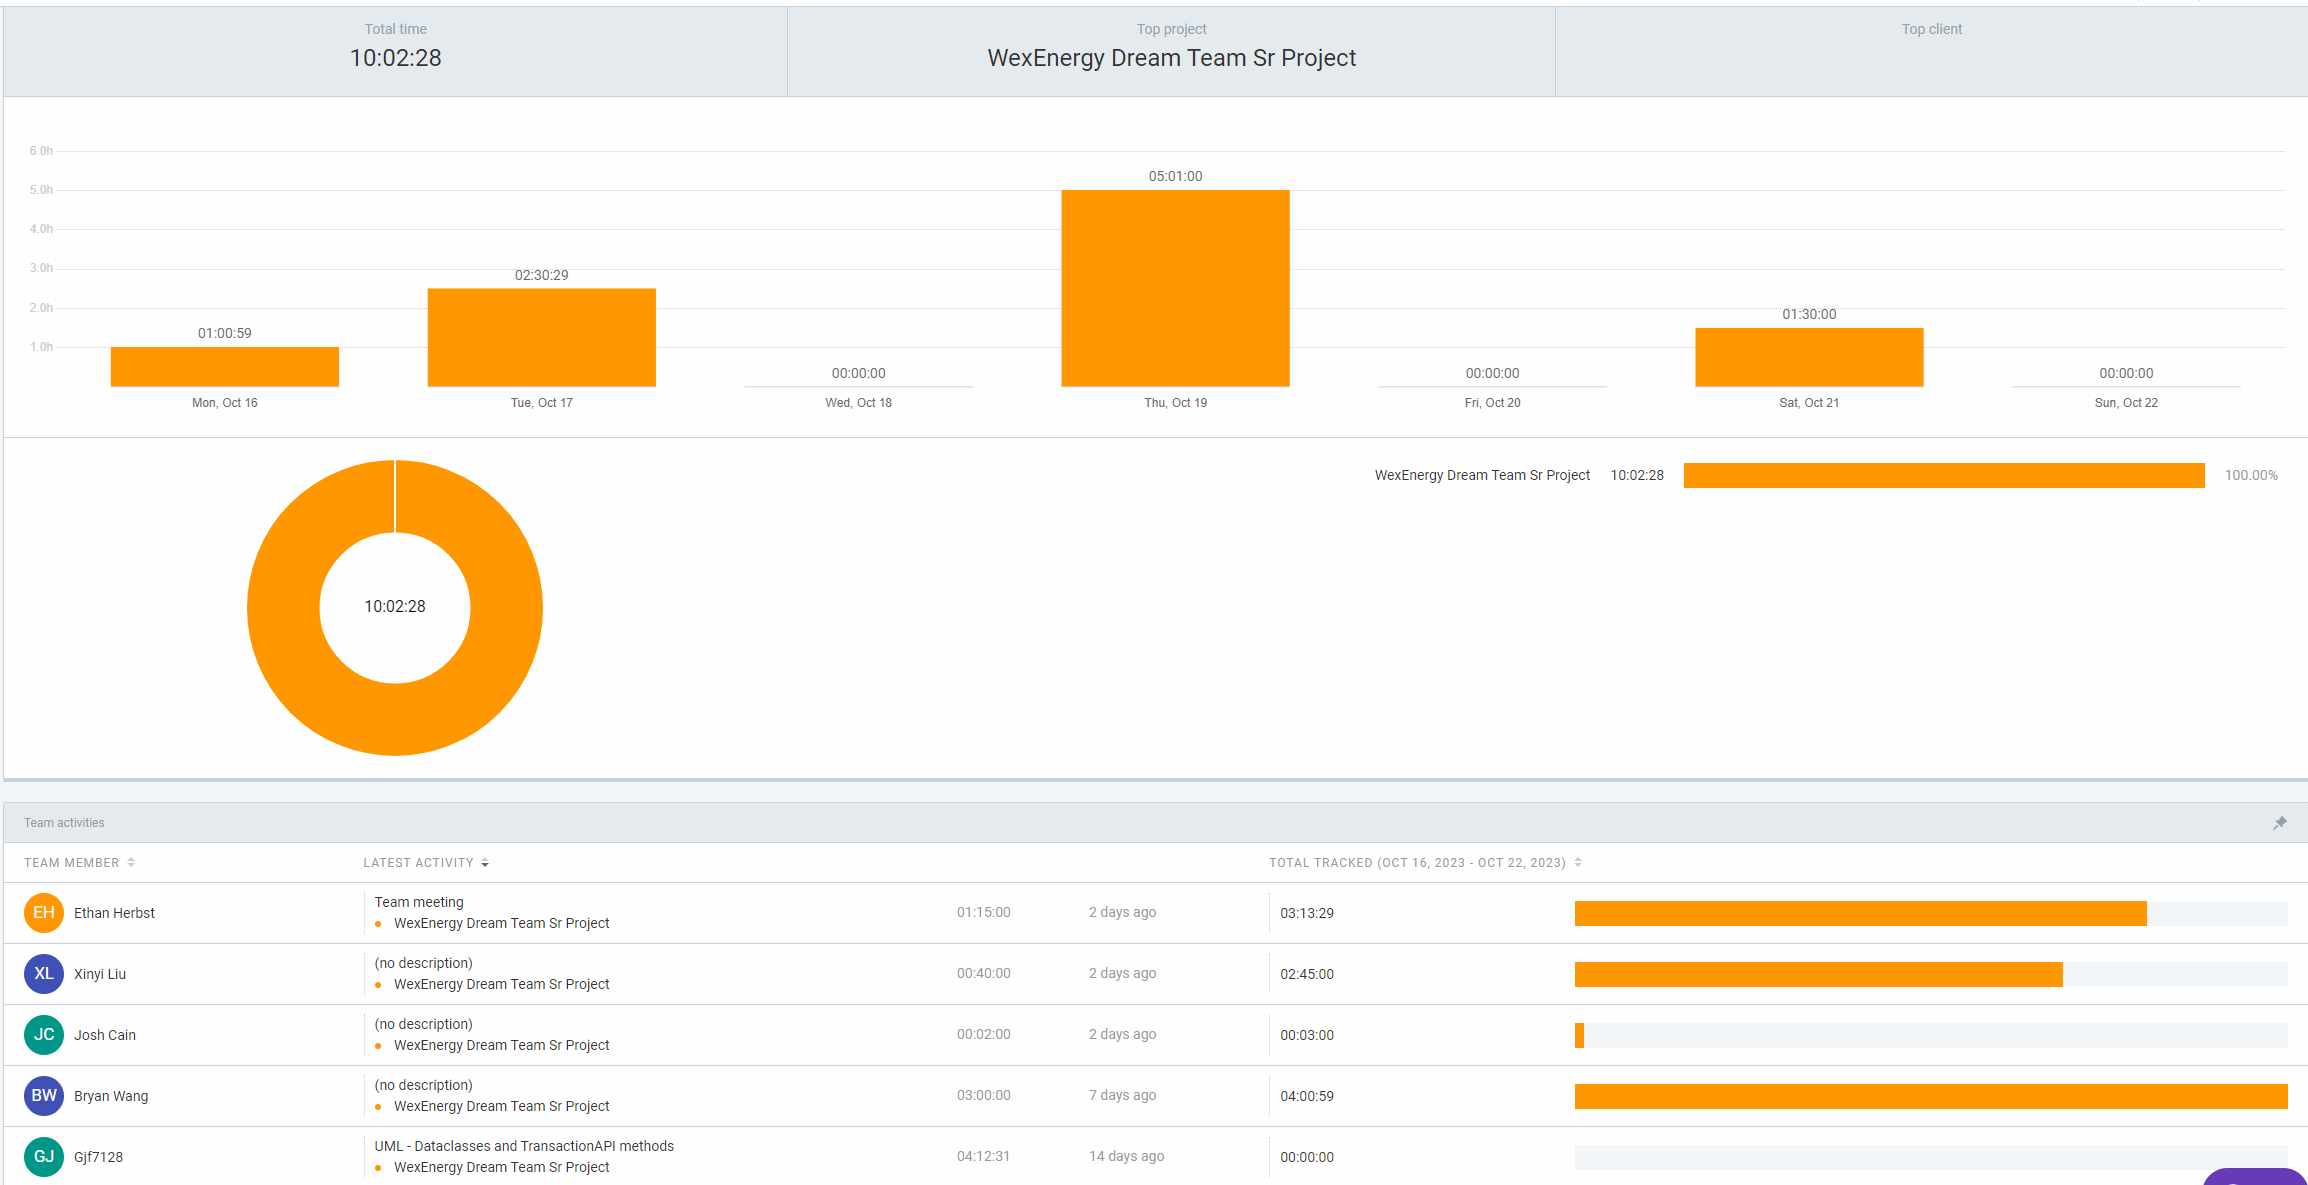 Total time
10:02:28
Top project
WexEnergy Dream Team Sr Project
Top client
6.0h
5.0h
4.0h
3.0h
2.0h
1.0h
01:00:59
02:30:29
00:00:00
05:01:00
00:00:00
01:30:00
00:00:00
Mon, Oct 16
Tue, Oct 17
Wed, Oct 18
Thu, Oct 19
Fri, Oct 20
Sat, Oct 21
Sun, Oct 22
10:02:28
WexEnergy Dream Team Sr Project 10:02:28 100.00%
Team activities
TEAM MEMBER LATEST ACTIVITY TOTAL TRACKED (OCT 16, 2023 - OCT 22, 2023)
EH Ethan Herbst
Team meeting
WexEnergy Dream Team Sr Project
01:15:00 2 days ago 03:13:29
XL Xinyi Liu
(no description)
WexEnergy Dream Team Sr Project
00:40:00 2 days ago 02:45:00
JC Josh Cain
(no description)
WexEnergy Dream Team Sr Project
00:02:00 2 days ago 00:03:00
BW Bryan Wang
(no description)
WexEnergy Dream Team Sr Project
03:00:00 7 days ago 04:00:59
GJ Gjf7128
UML - Dataclasses and TransactionAPI methods
WexEnergy Dream Team Sr Project
04:12:31 14 days ago 00:00:00